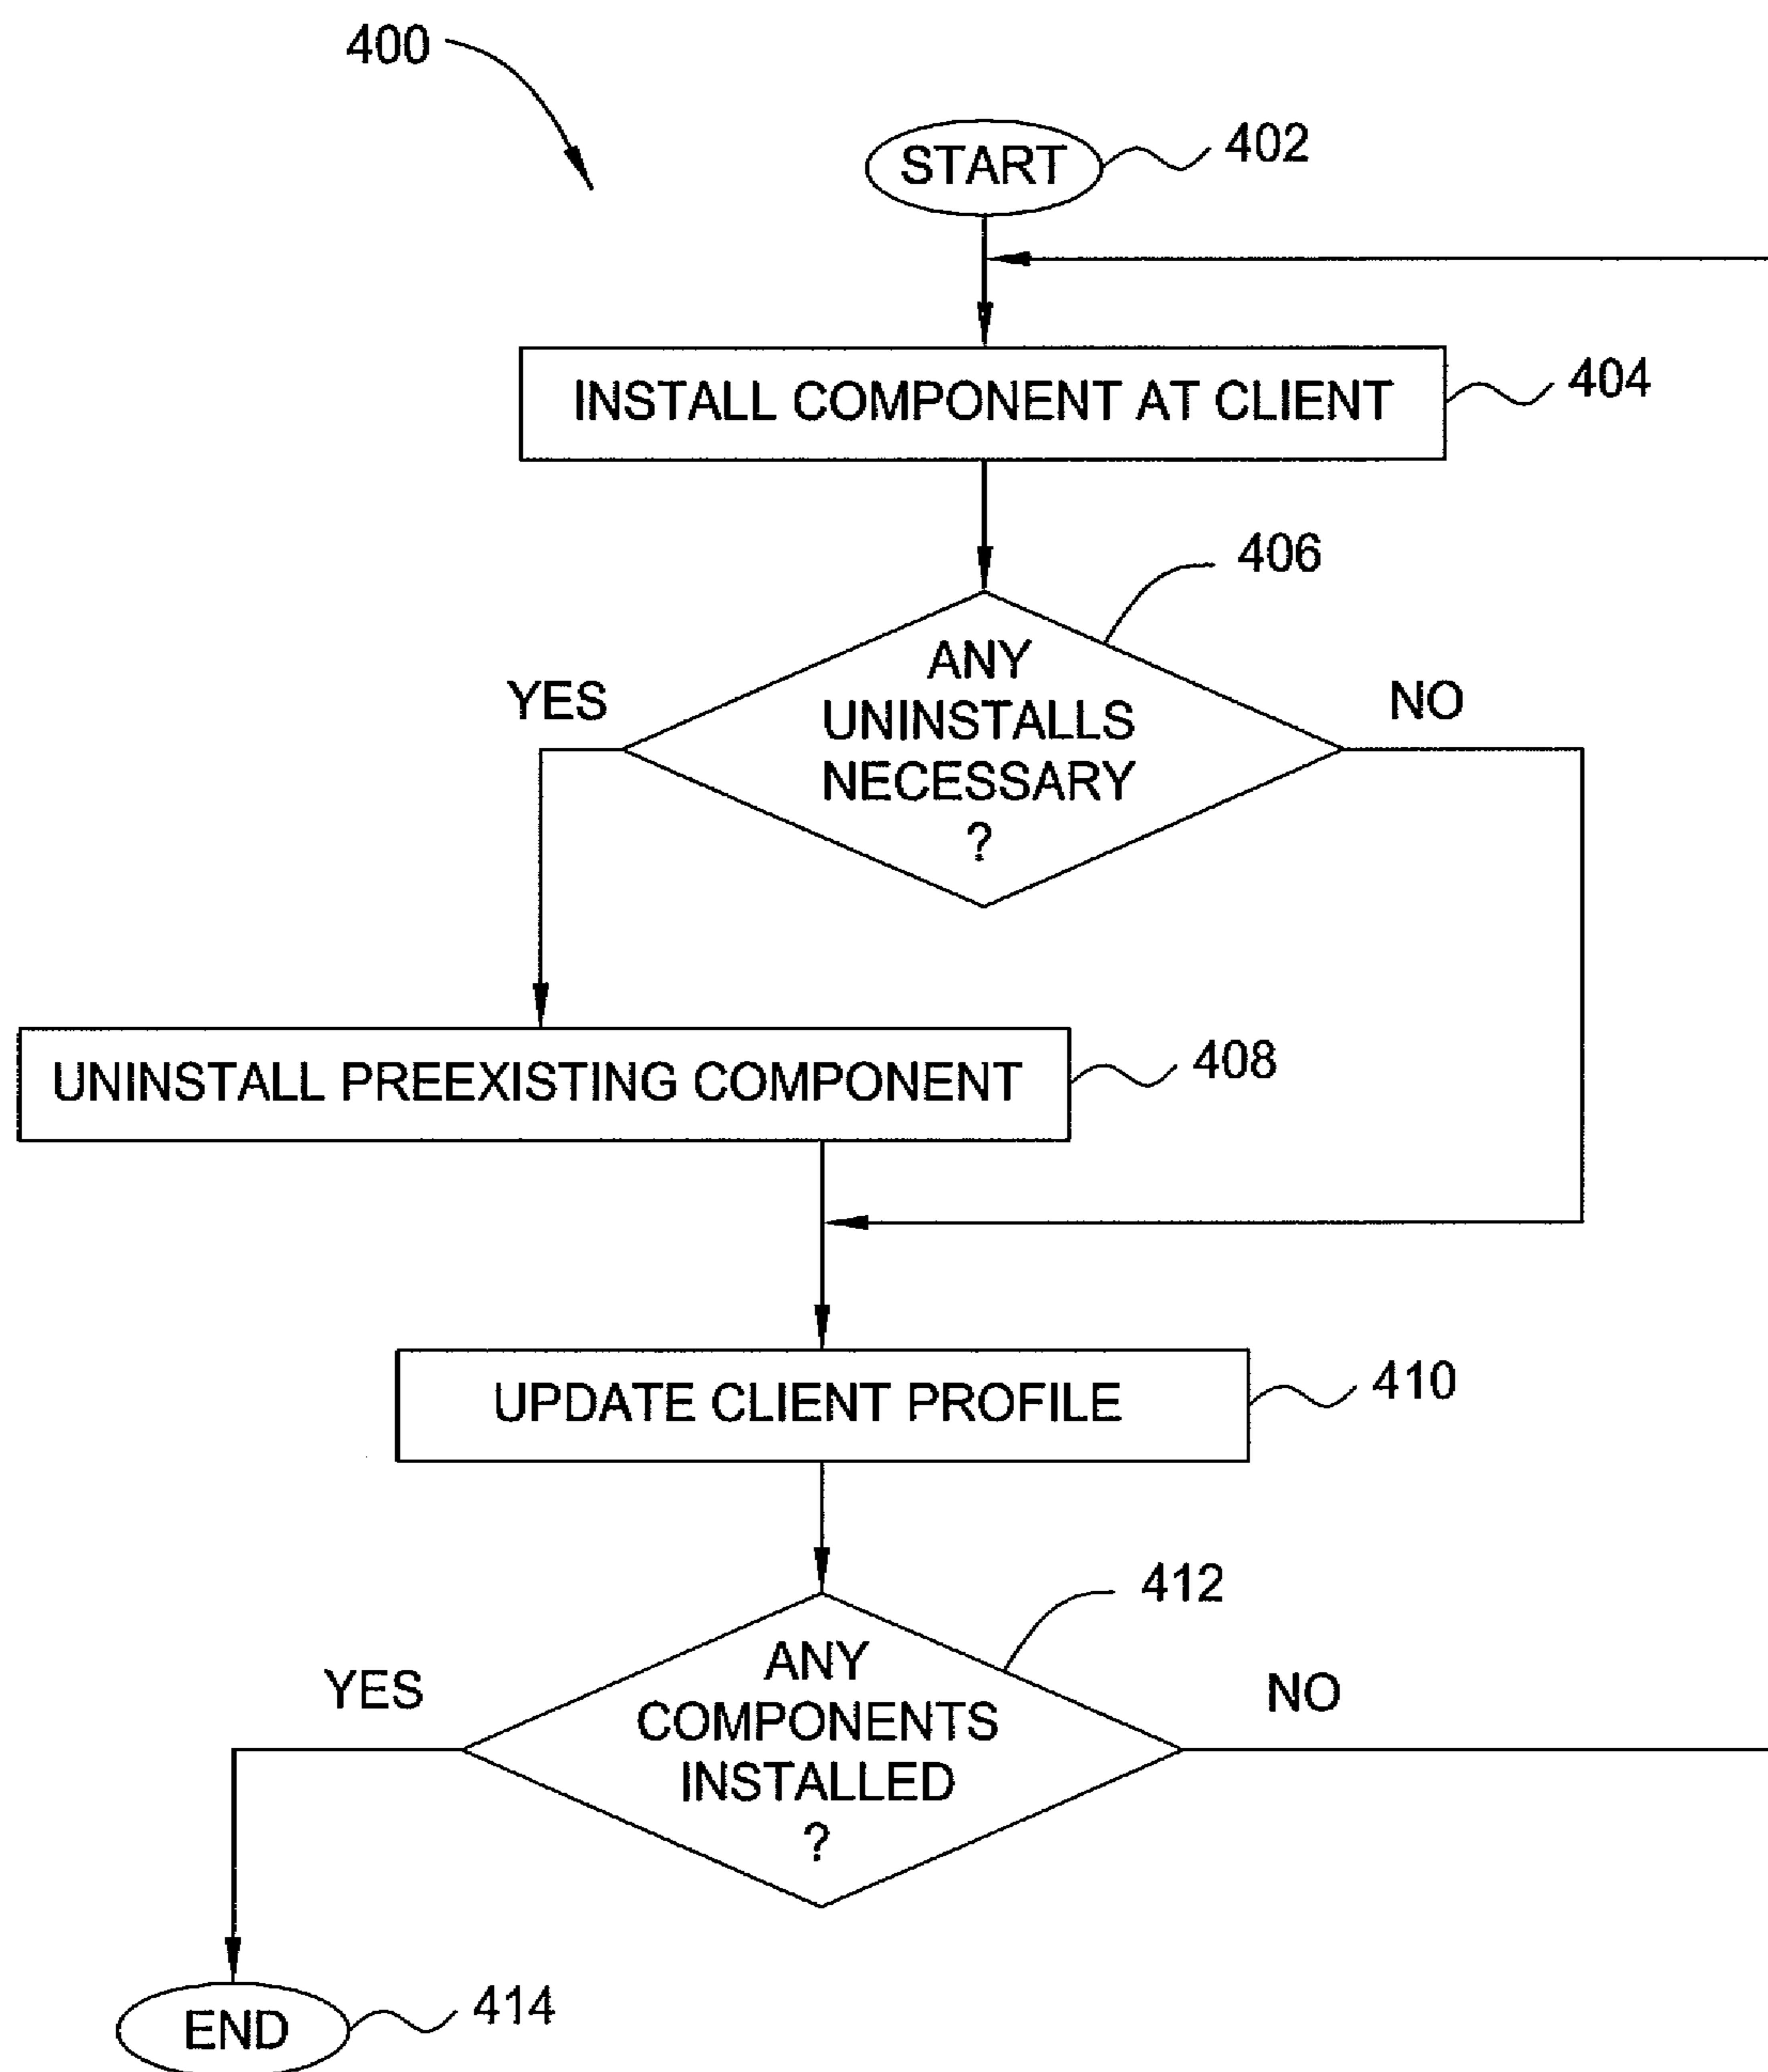 400
START
402
INSTALL COMPONENT AT CLIENT
404
406
ANY
UNINSTALLS
NECESSARY
?
YES
NO
UNINSTALL PREEXISTING COMPONENT
408
UPDATE CLIENT PROFILE
410
412
ANY
COMPONENTS
INSTALLED
?
YES
NO
END
414